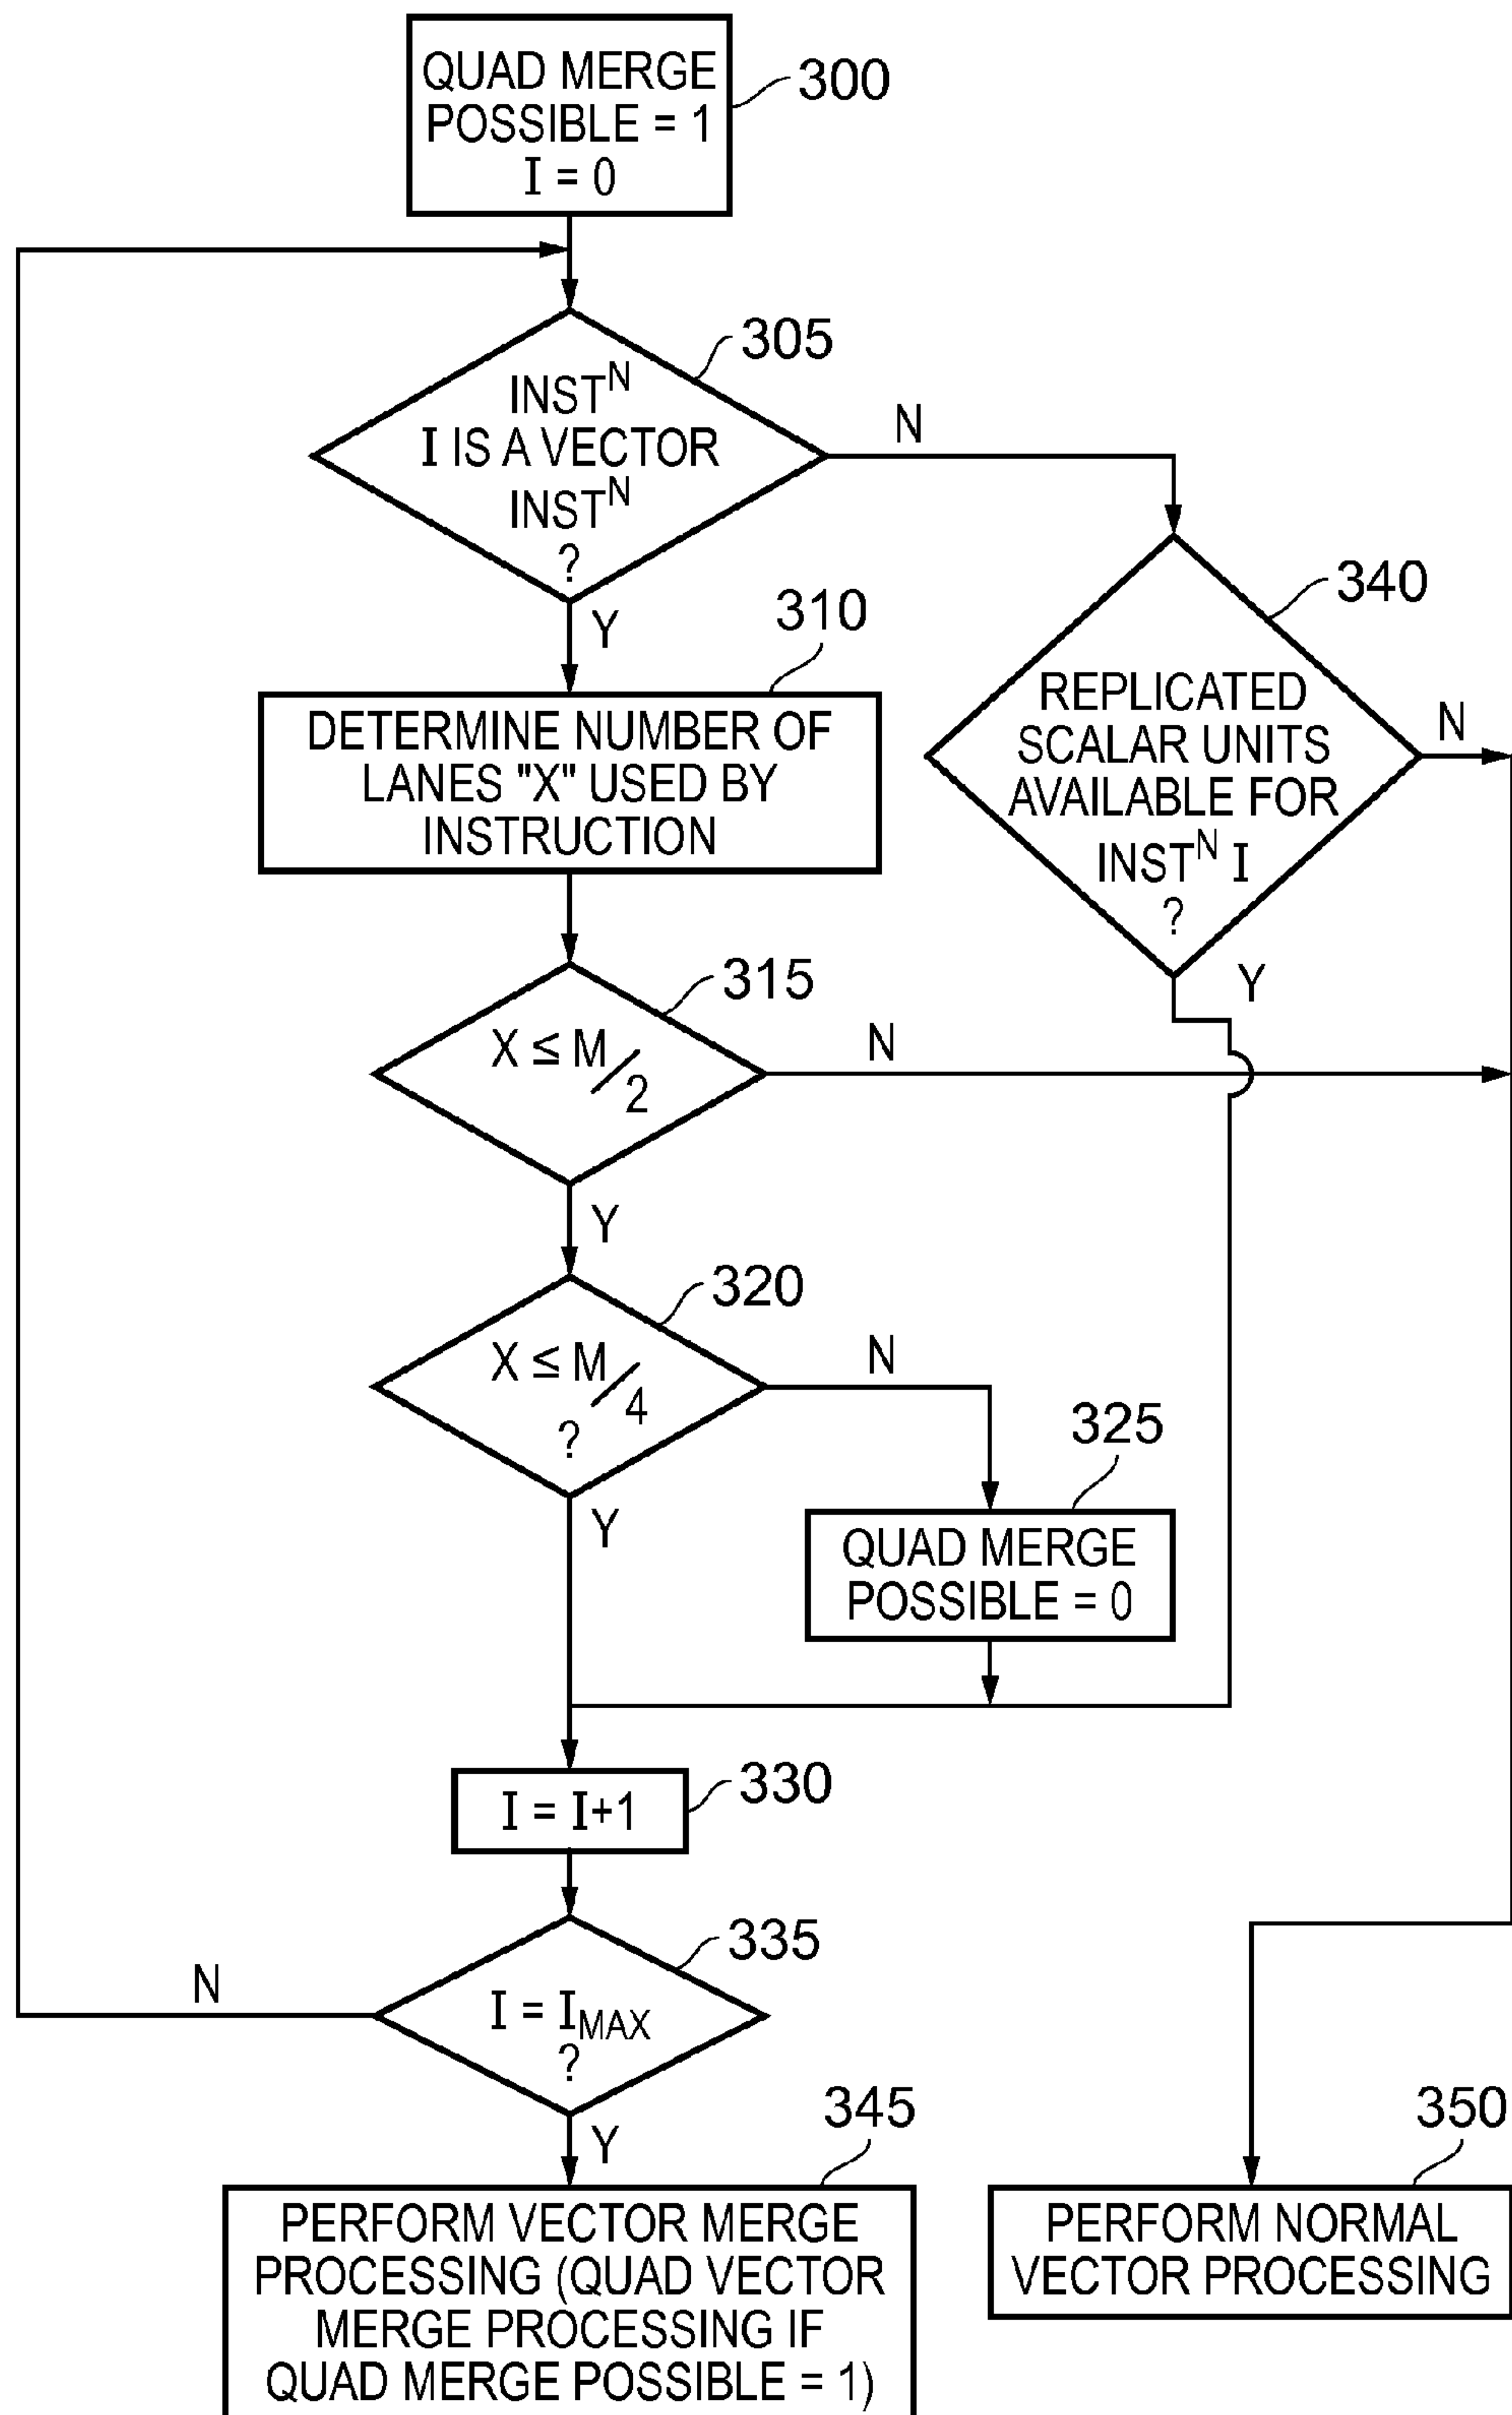 QUAD MERGE
POSSIBLE = 1
I = 0
300
305
INST^N
I IS A VECTOR
INST^N
?
N
Y
340
REPLICATED
SCALAR UNITS
AVAILABLE FOR
INST^N I
?
N
Y
310
DETERMINE NUMBER OF
LANES "X" USED BY
INSTRUCTION
315
X ≤ M/2
N
Y
320
X ≤ M/4
?
N
Y
325
QUAD MERGE
POSSIBLE = 0
330
I = I+1
335
I = I_MAX
?
N
Y
345
PERFORM VECTOR MERGE
PROCESSING (QUAD VECTOR
MERGE PROCESSING IF
QUAD MERGE POSSIBLE = 1)
350
PERFORM NORMAL
VECTOR PROCESSING